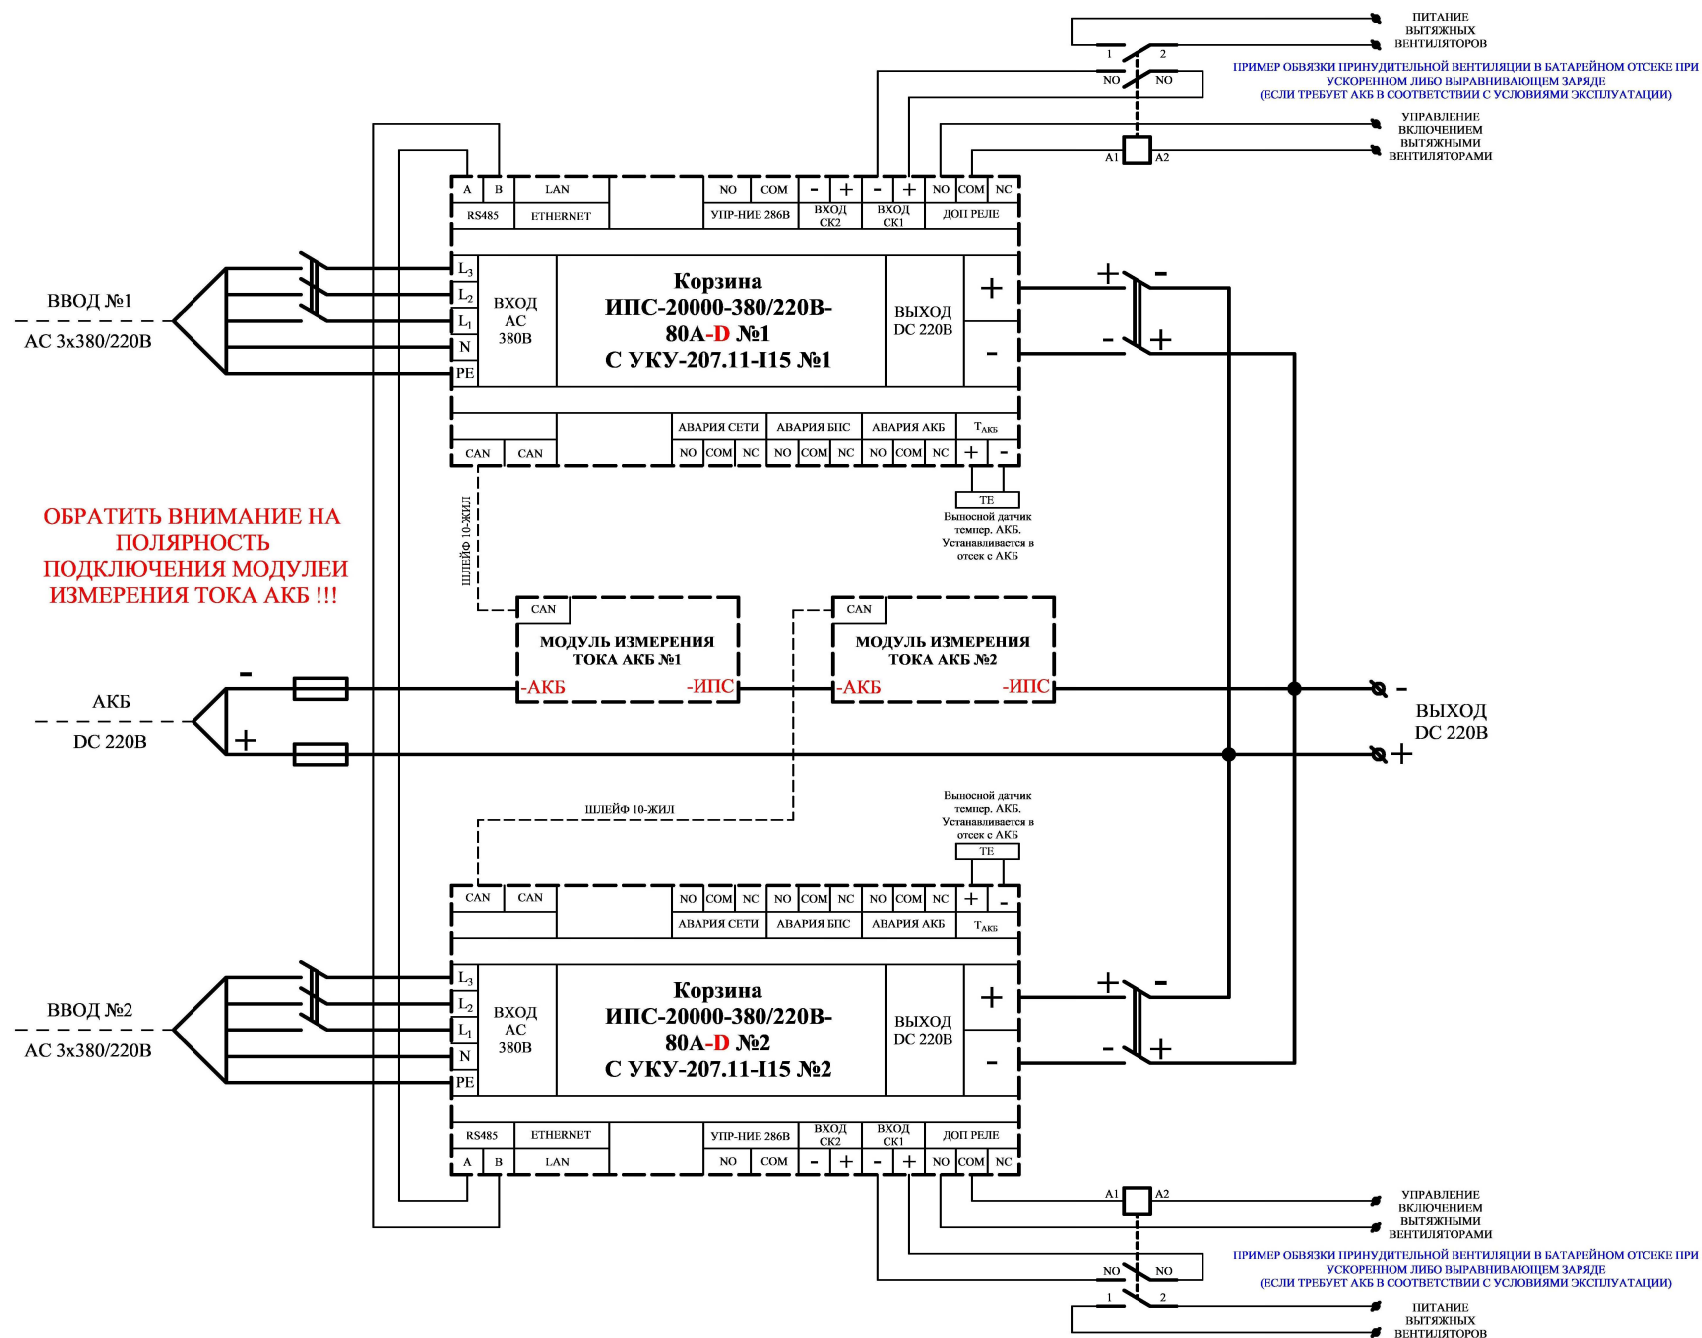 ПИТАНИЕ
ВЫТЯЖНЫХ
ВЕНТИЛЯТОРОВ
1 2
NO NO
ПРИМЕР ОБВЯЗКИ ПРИНУДИТЕЛЬНОЙ ВЕНТИЛЯЦИИ В БАТАРЕЙНОМ ОТСЕКЕ ПРИ
УСКОРЕННОМ ЛИБО ВЫРАВНИВАЮЩЕМ ЗАРЯДЕ
(ЕСЛИ ТРЕБУЕТ АКБ В СООТВЕТСТВИИ С УСЛОВИЯМИ ЭКСПЛУАТАЦИИ)
УПРАВЛЕНИЕ
ВКЛЮЧЕНИЕМ
ВЫТЯЖНЫМИ
ВЕНТИЛЯТОРАМИ
A1 A2
A B LAN NO COM - + - + NO COM NC
RS485 ETHERNET УПР-НИЕ 286В ВХОД СК2 ВХОД СК1 ДОП РЕЛЕ
ВВОД №1
АС 3х380/220В
L3
L2
L1
N
PE
ВХОД
АС
380В
Корзина
ИПС-20000-380/220В-
80А-D №1
С УКУ-207.11-I15 №1
ВЫХОД
DC 220В
+
-
+ -
- +
АВАРИЯ СЕТИ АВАРИЯ БПС АВАРИЯ АКБ ТАКБ
CAN CAN NO COM NC NO COM NC NO COM NC + -
ТЕ
Выносной датчик
темпер. АКБ.
Устанавливается в
отсек с АКБ
ШЛЕЙФ 10-ЖИЛ
ОБРАТИТЬ ВНИМАНИЕ НА
ПОЛЯРНОСТЬ
ПОДКЛЮЧЕНИЯ МОДУЛЕИ
ИЗМЕРЕНИЯ ТОКА АКБ !!!
CAN
МОДУЛЬ ИЗМЕРЕНИЯ
ТОКА АКБ №1
-АКБ -ИПС
CAN
МОДУЛЬ ИЗМЕРЕНИЯ
ТОКА АКБ №2
-АКБ -ИПС
-
АКБ
DC 220В
+
-
ВЫХОД
DC 220В
+
ШЛЕЙФ 10-ЖИЛ
Выносной датчик
темпер. АКБ.
Устанавливается в
отсек с АКБ
ТЕ
CAN CAN NO COM NC NO COM NC NO COM NC + -
АВАРИЯ СЕТИ АВАРИЯ БПС АВАРИЯ АКБ ТАКБ
ВВОД №2
АС 3х380/220В
L3
L2
L1
N
PE
ВХОД
АС
380В
Корзина
ИПС-20000-380/220В-
80А-D №2
С УКУ-207.11-I15 №2
ВЫХОД
DC 220В
+
-
+ -
- +
RS485 ETHERNET УПР-НИЕ 286В ВХОД СК2 ВХОД СК1 ДОП РЕЛЕ
A B LAN NO COM - + - + NO COM NC
A1 A2
УПРАВЛЕНИЕ
ВКЛЮЧЕНИЕМ
ВЫТЯЖНЫМИ
ВЕНТИЛЯТОРАМИ
ПРИМЕР ОБВЯЗКИ ПРИНУДИТЕЛЬНОЙ ВЕНТИЛЯЦИИ В БАТАРЕЙНОМ ОТСЕКЕ ПРИ
УСКОРЕННОМ ЛИБО ВЫРАВНИВАЮЩЕМ ЗАРЯДЕ
(ЕСЛИ ТРЕБУЕТ АКБ В СООТВЕТСТВИИ С УСЛОВИЯМИ ЭКСПЛУАТАЦИИ)
NO NO
1 2
ПИТАНИЕ
ВЫТЯЖНЫХ
ВЕНТИЛЯТОРОВ